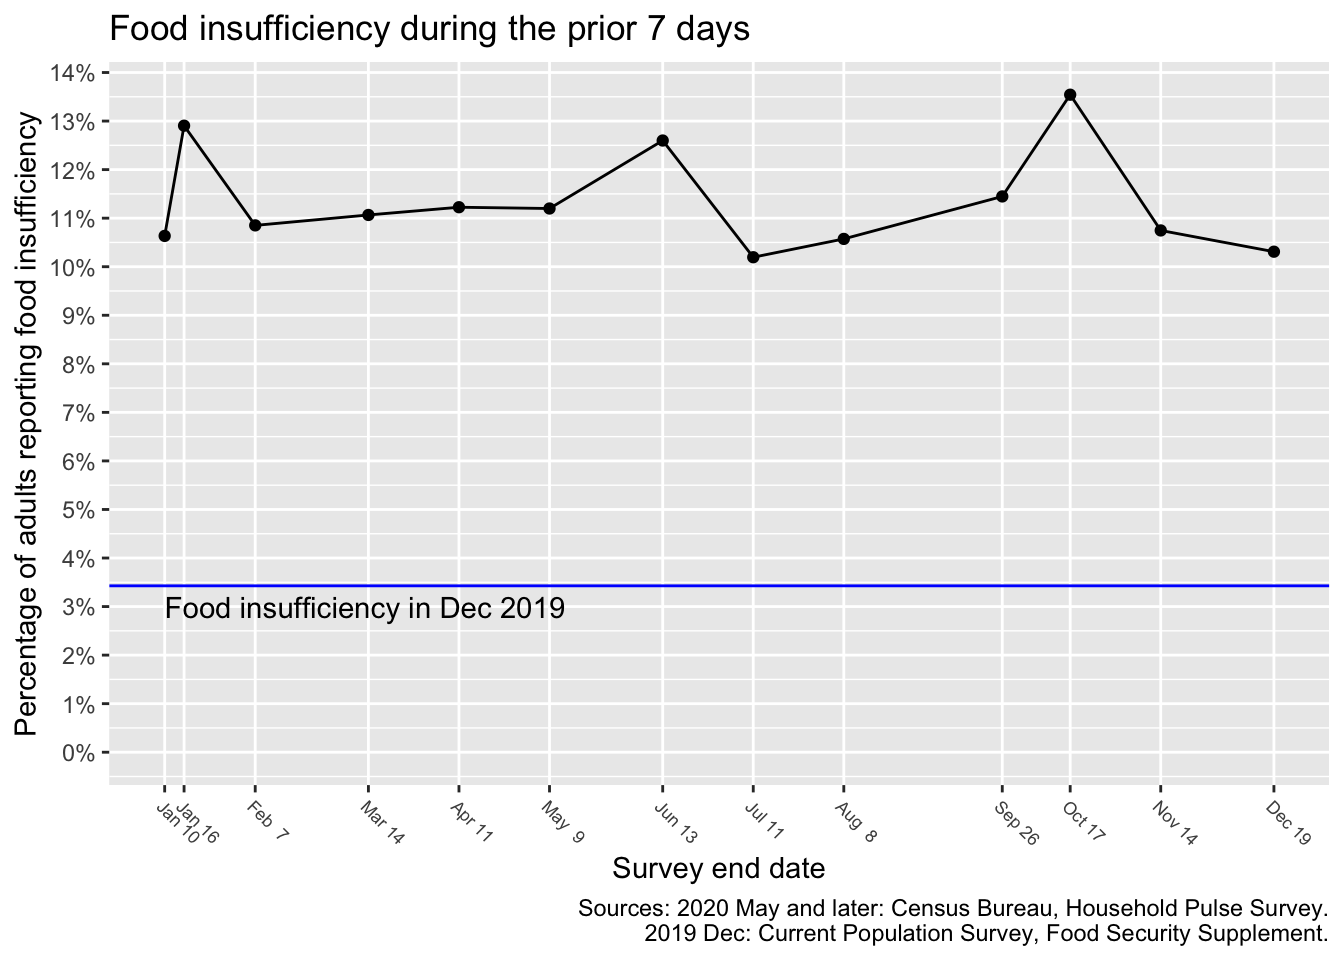 Food insufficiency during the prior 7 days
Percentage of adults reporting food insufficiency
14%
13%
12%
11%
10%
9%
8%
7%
6%
5%
4%
3%
2%
1%
0%
Food insufficiency in Dec 2019
Jan 10
Jan 16
Feb 7
Mar 14
Apr 11
May 9
Jun 13
Jul 11
Aug 8
Sep 26
Oct 17
Nov 14
Dec 19
Survey end date
Sources: 2020 May and later: Census Bureau, Household Pulse Survey.
2019 Dec: Current Population Survey, Food Security Supplement.